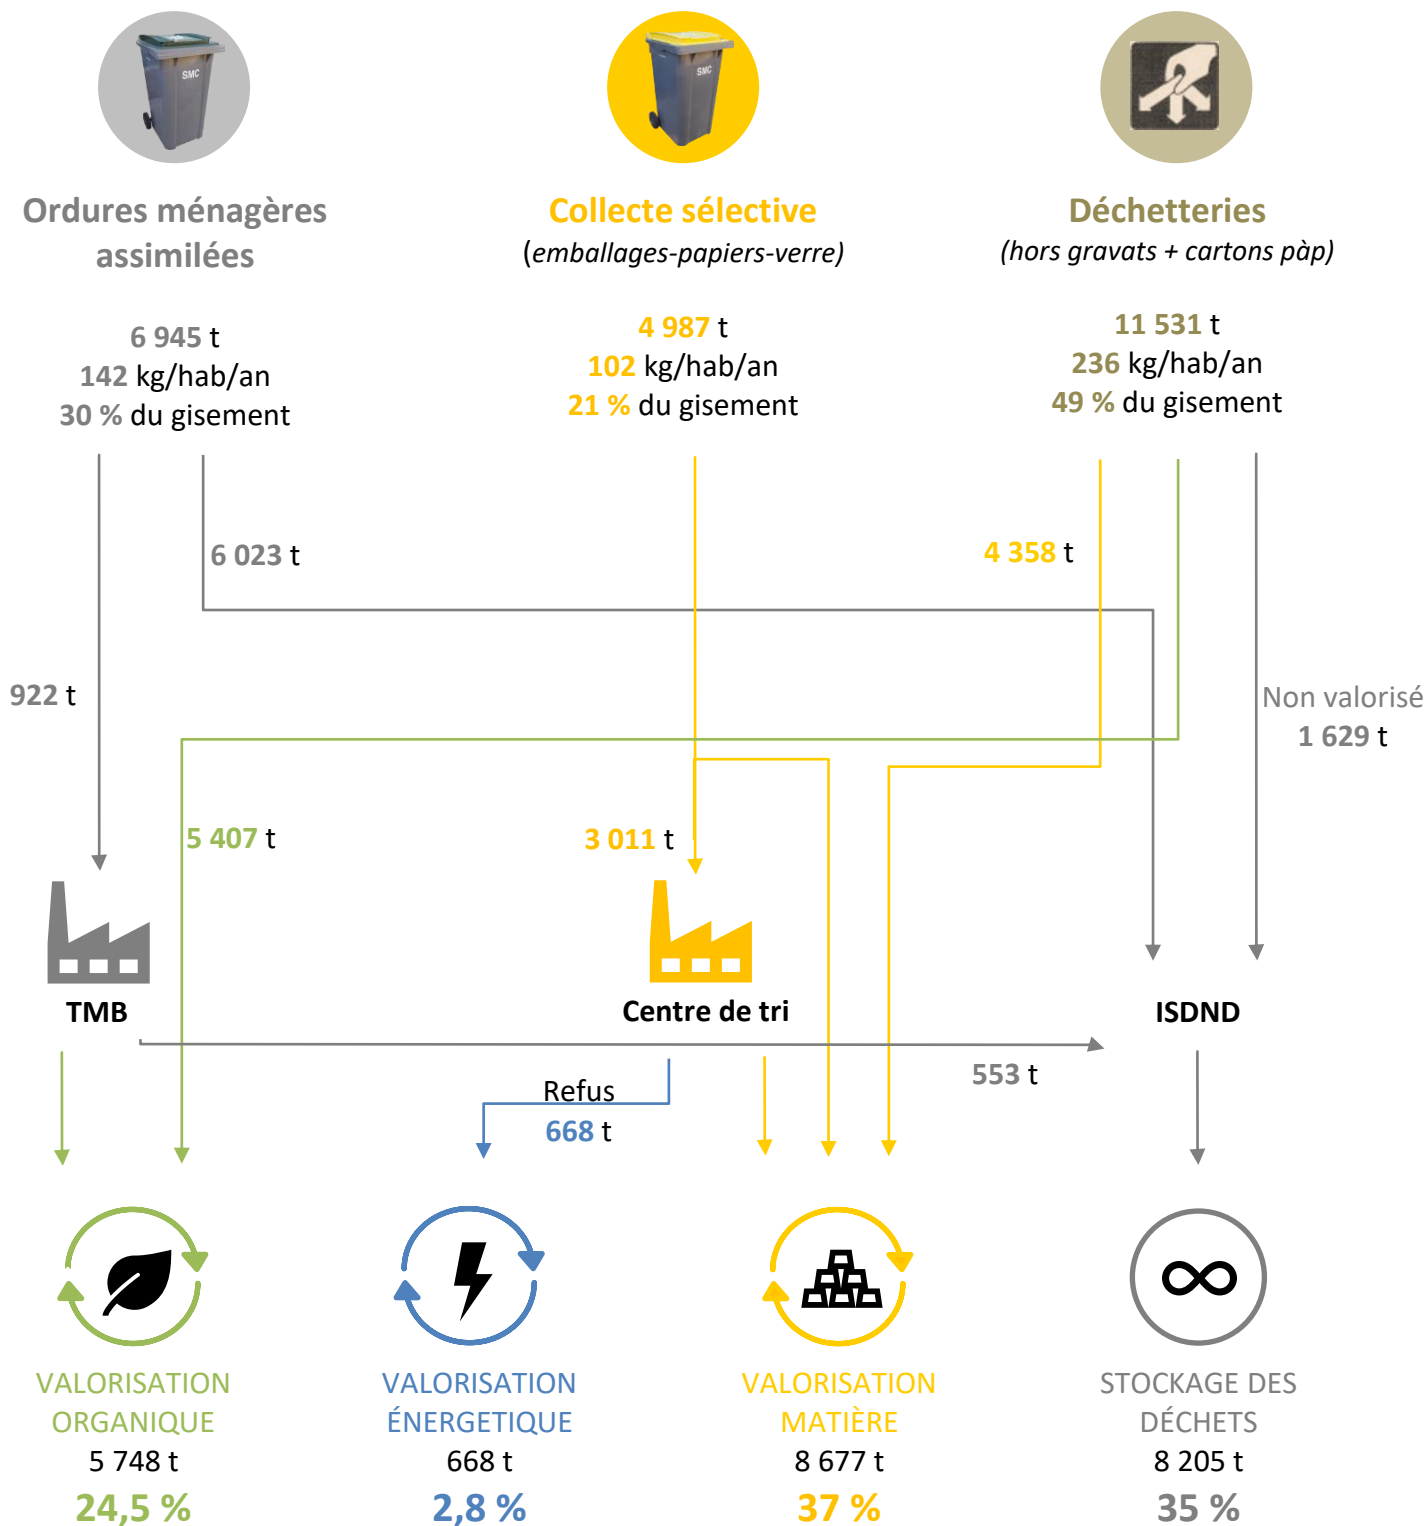 SMC
SMC
Ordures ménagères
assimilées
6 945 t
142 kg/hab/an
30 % du gisement
Collecte sélective
(emballages-papiers-verre)
4 987 t
102 kg/hab/an
21 % du gisement
Déchetteries
(hors gravats + cartons pàp)
11 531 t
236 kg/hab/an
49 % du gisement
6 023 t
4 358 t
922 t
Non valorisé
1 629 t
5 407 t
3 011 t
TMB
Centre de tri
ISDND
553 t
Refus
668 t
VALORISATION
ORGANIQUE
5 748 t
24,5 %
VALORISATION
ÉNERGETIQUE
668 t
2,8 %
VALORISATION
MATIÈRE
8 677 t
37 %
STOCKAGE DES
DÉCHETS
8 205 t
35 %